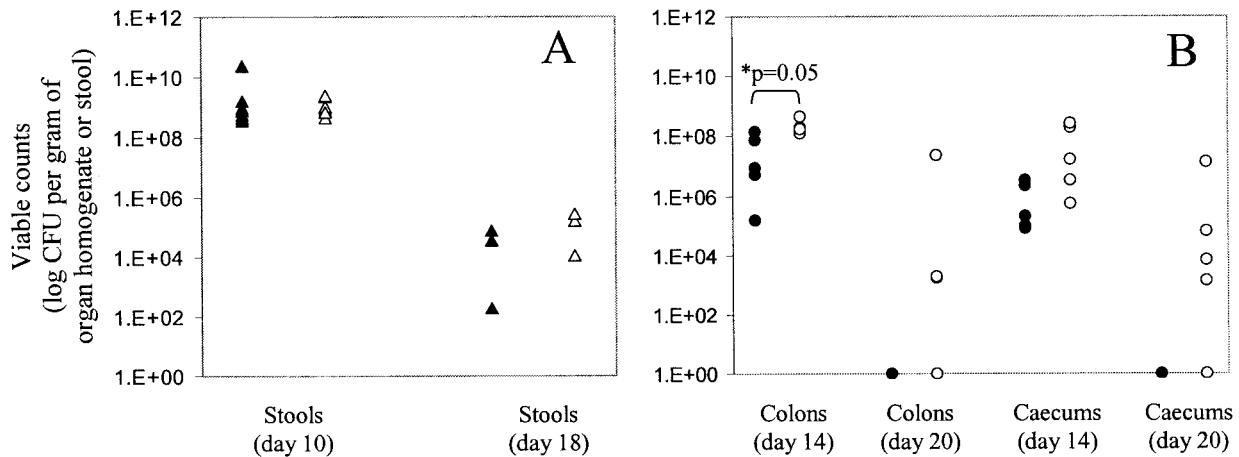 Viable counts
(log CFU per gram of
organ homogenate or stool)
1.E+12
1.E+10
1.E+08
1.E+06
1.E+04
1.E+02
1.E+00
A
Stools
(day 10)
Stools
(day 18)
1.E+12
1.E+10
1.E+08
1.E+06
1.E+04
1.E+02
1.E+00
B
*p=0.05
Colons
(day 14)
Colons
(day 20)
Caecums
(day 14)
Caecums
(day 20)